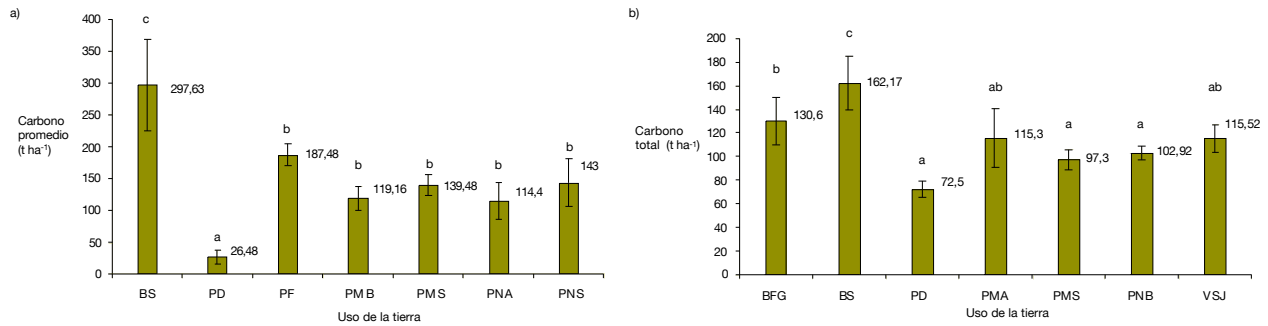 a)
400
350
300
250
200
150
100
50
0
Carbono
promedio
(t ha-1)
c
297,63
a
26,48
b
187,48
b
119,16
b
139,48
b
114,4
b
143
BS PD PF PMB PMS PNA PNS
Uso de la tierra
b)
200
180
160
140
120
100
80
60
40
20
0
Carbono
total (t ha-1)
b
130,6
c
162,17
a
72,5
ab
115,3
a
97,3
a
102,92
ab
115,52
BFG BS PD PMA PMS PNB VSJ
Uso de la tierra